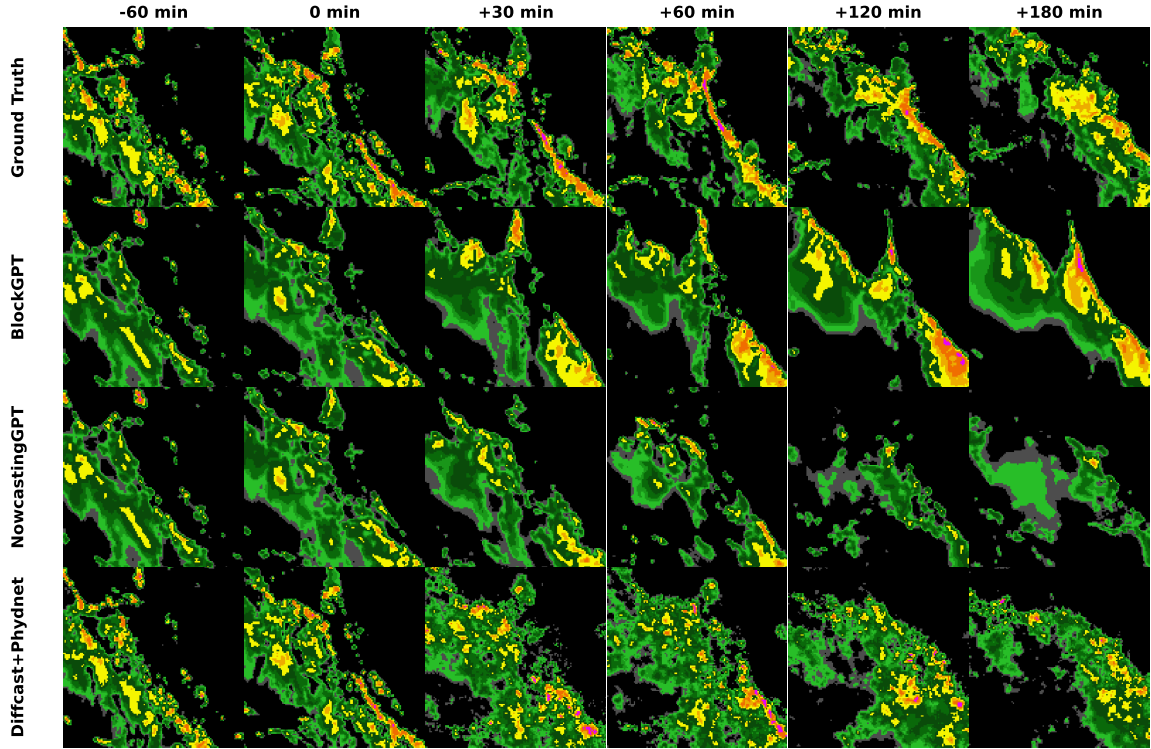 -60 min 0 min +30 min +60 min +120 min +180 min
Ground Truth
BlockGPT
NowcastingGPT
Diffcast+Phydnet